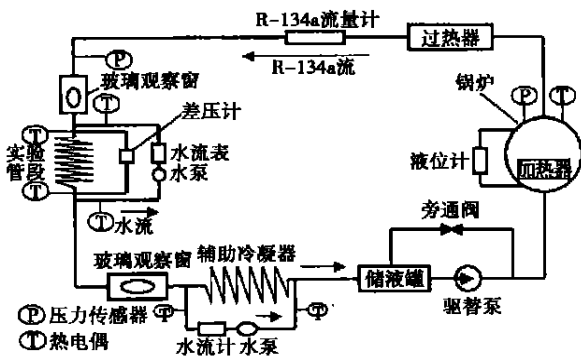 R-134a流量计
过热器
R-134a流
P
玻璃观察窗
T
锅炉
P
T
差压计
T
实验
管段
水流表
水泵
液位计
加热器
T
T
水流
旁通阀
玻璃观察窗
辅助冷凝器
储液罐
驱替泵
P
压力传感器
T
T
T
热电偶
水流计
水泵